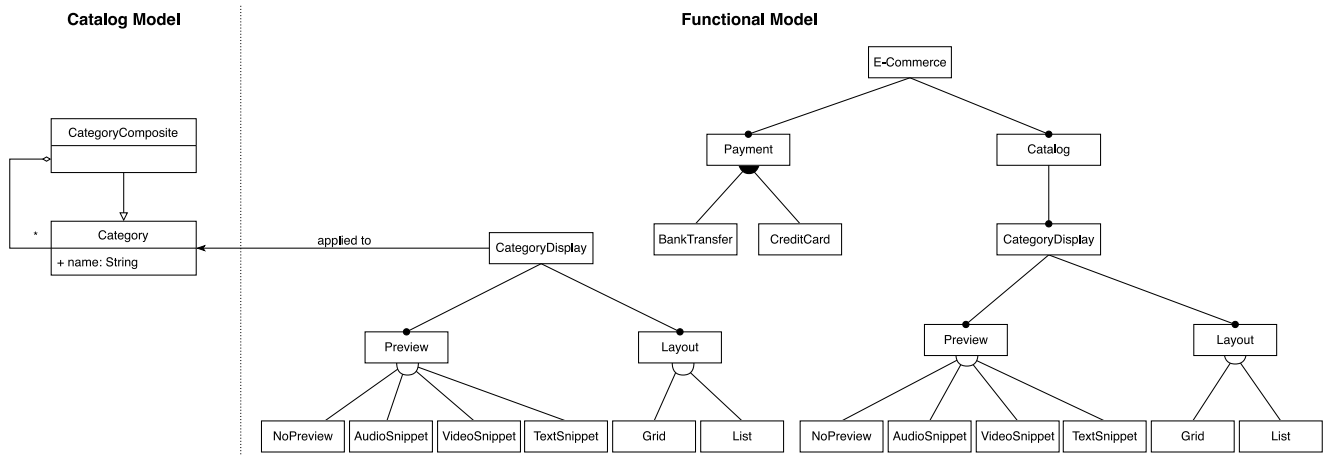 Catalog Model
Functional Model
E-Commerce
CategoryComposite
Payment
Catalog
*
Category
+ name: String
applied to
CategoryDisplay
BankTransfer
CreditCard
CategoryDisplay
Preview
Layout
Preview
Layout
NoPreview
AudioSnippet
VideoSnippet
TextSnippet
Grid
List
NoPreview
AudioSnippet
VideoSnippet
TextSnippet
Grid
List